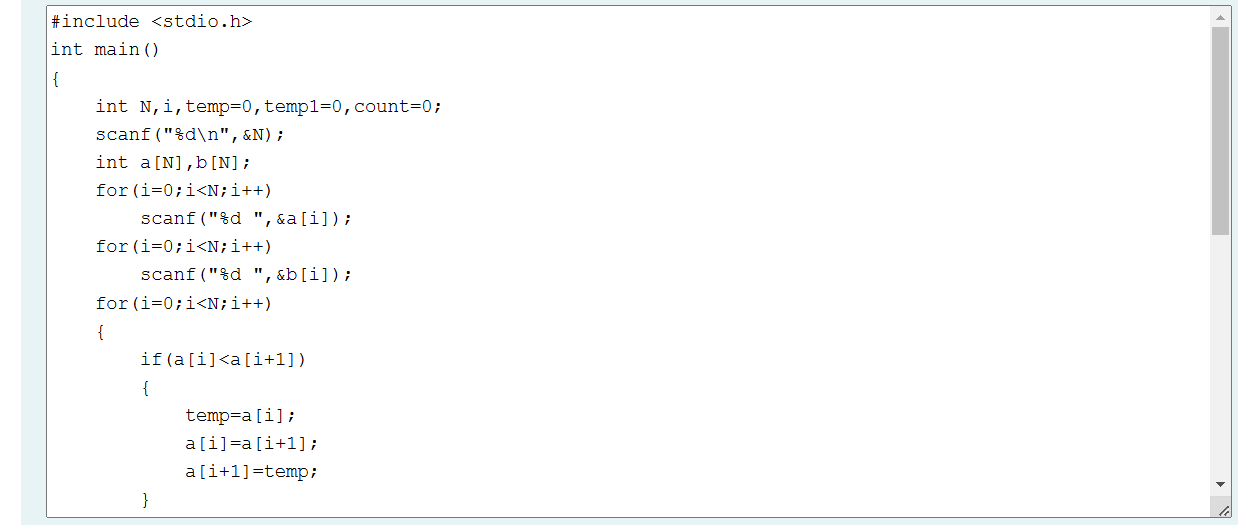 #include <stdio.h>
int main()
{
    int N,i,temp=0,temp1=0,count=0;
    scanf("%d\n",&N);
    int a[N],b[N];
    for(i=0;i<N;i++)
        scanf("%d ",&a[i]);
    for(i=0;i<N;i++)
        scanf("%d ",&b[i]);
    for(i=0;i<N;i++)
    {
        if(a[i]<a[i+1])
        {
            temp=a[i];
            a[i]=a[i+1];
            a[i+1]=temp;
        }